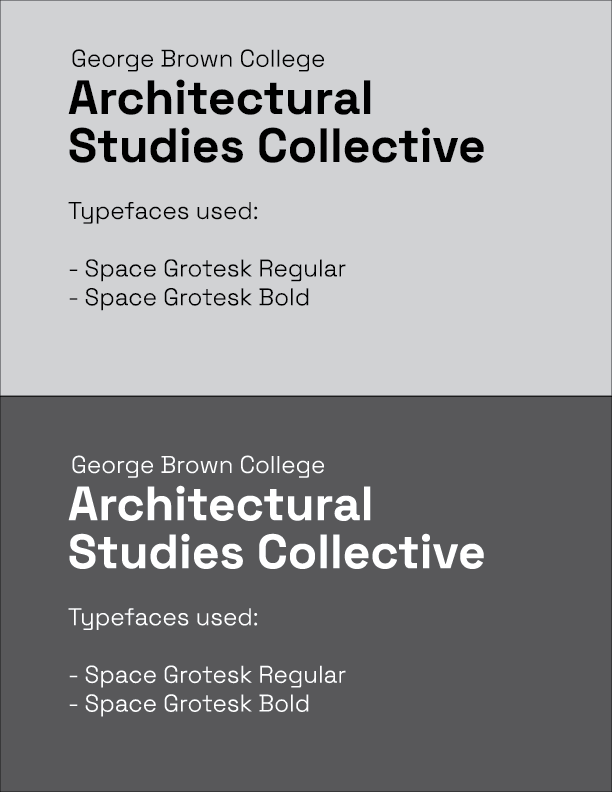 George Brown College
Architectural
Studies Collective
Typefaces used:
- Space Grotesk Regular
- Space Grotesk Bold
George Brown College
Architectural
Studies Collective
Typefaces used:
- Space Grotesk Regular
- Space Grotesk Bold